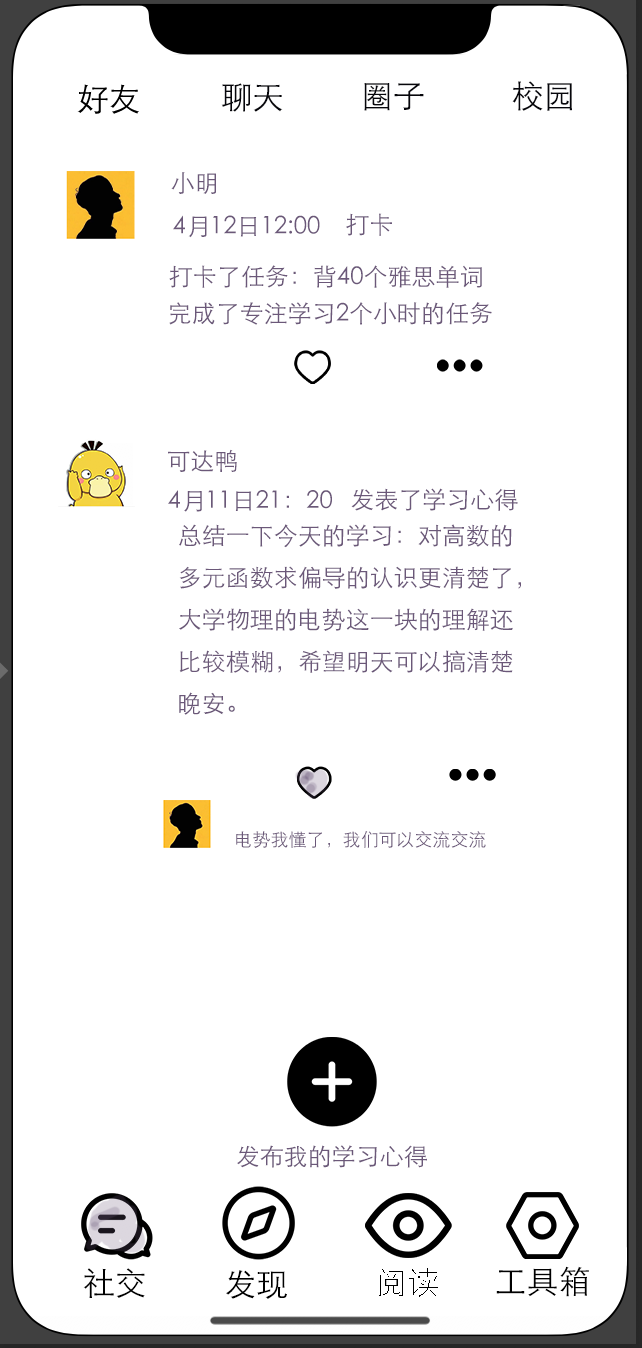 好友 聊天 圈子 校园
小明
4月12日12:00 打卡
打卡了任务：背40个雅思单词
完成了专注学习2个小时的任务
可达鸭
4月11日21：20 发表了学习心得
总结一下今天的学习：对高数的
多元函数求偏导的认识更清楚了，
大学物理的电势这一块的理解还
比较模糊，希望明天可以搞清楚
晚安。
电势我懂了，我们可以交流交流
发布我的学习心得
社交 发现 阅读 工具箱